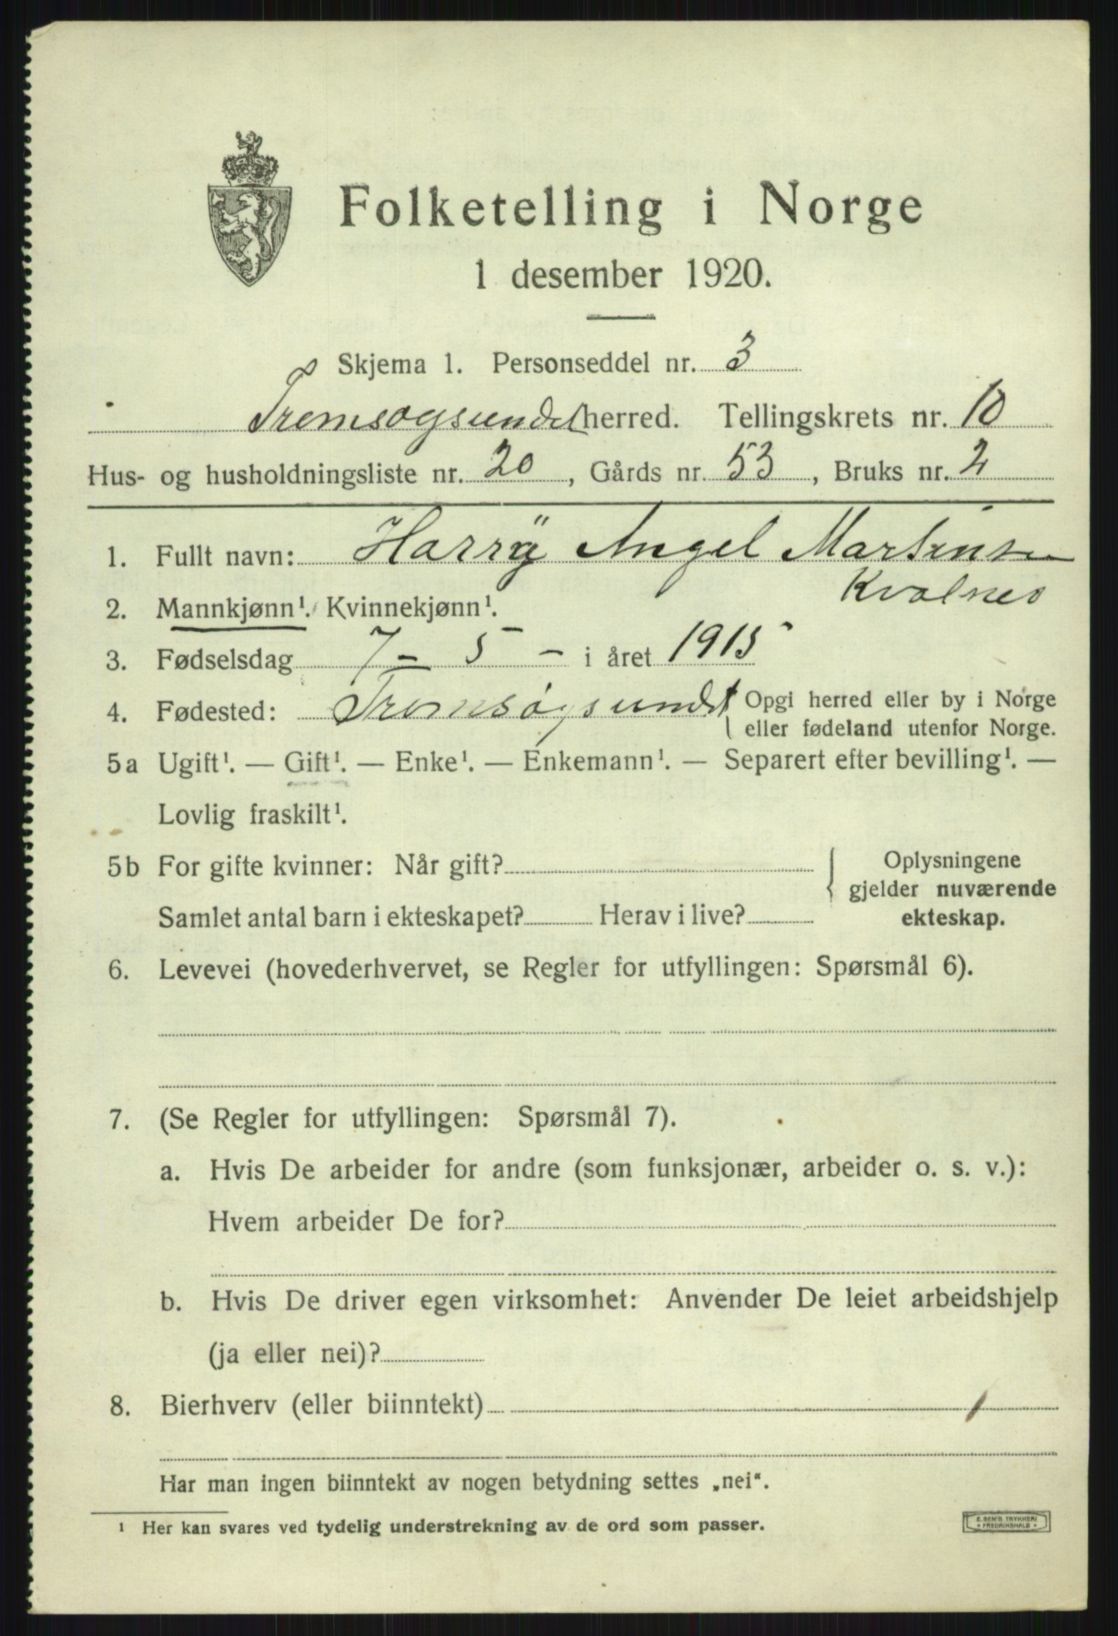 Folketelling i Norge
1 desember 1920.
Skjema 1. Personseddel nr. 3
Tromsøysundet herred. Tellingskrets nr. 10
Hus- og husholdningsliste nr. 20, Gårds nr. 53, Bruks nr. 2
1. Fullt navn: Harry Angel Martinsen
Kvalnes
2. Mannkjønn¹. Kvinnekjønn¹.
3. Fødselsdag 7 - 5 - i året 1915
4. Fødested: Tromsøysundet Opgi herred eller by i Norge
eller fødeland utenfor Norge.
5a Ugift¹. — Gift¹. — Enke¹. — Enkemann¹. — Separert efter bevilling¹. —
Lovlig fraskilt¹.
5b For gifte kvinner: Når gift? Oplysningene
gjelder nuværende
Samlet antal barn i ekteskapet? Herav i live? ekteskap.
6. Levevei (hovederhvervet, se Regler for utfyllingen: Spørsmål 6).
7. (Se Regler for utfyllingen: Spørsmål 7).
a. Hvis De arbeider for andre (som funksjonær, arbeider o. s. v.):
Hvem arbeider De for?
b. Hvis De driver egen virksomhet: Anvender De leiet arbeidshjelp
(ja eller nei)?
8. Bierhverv (eller biinntekt)
Har man ingen biinntekt av nogen betydning settes „nei“.
¹ Her kan svares ved tydelig understrekning av de ord som passer.
E. SEM'S TRYKKERI
FREDRIKSHALD